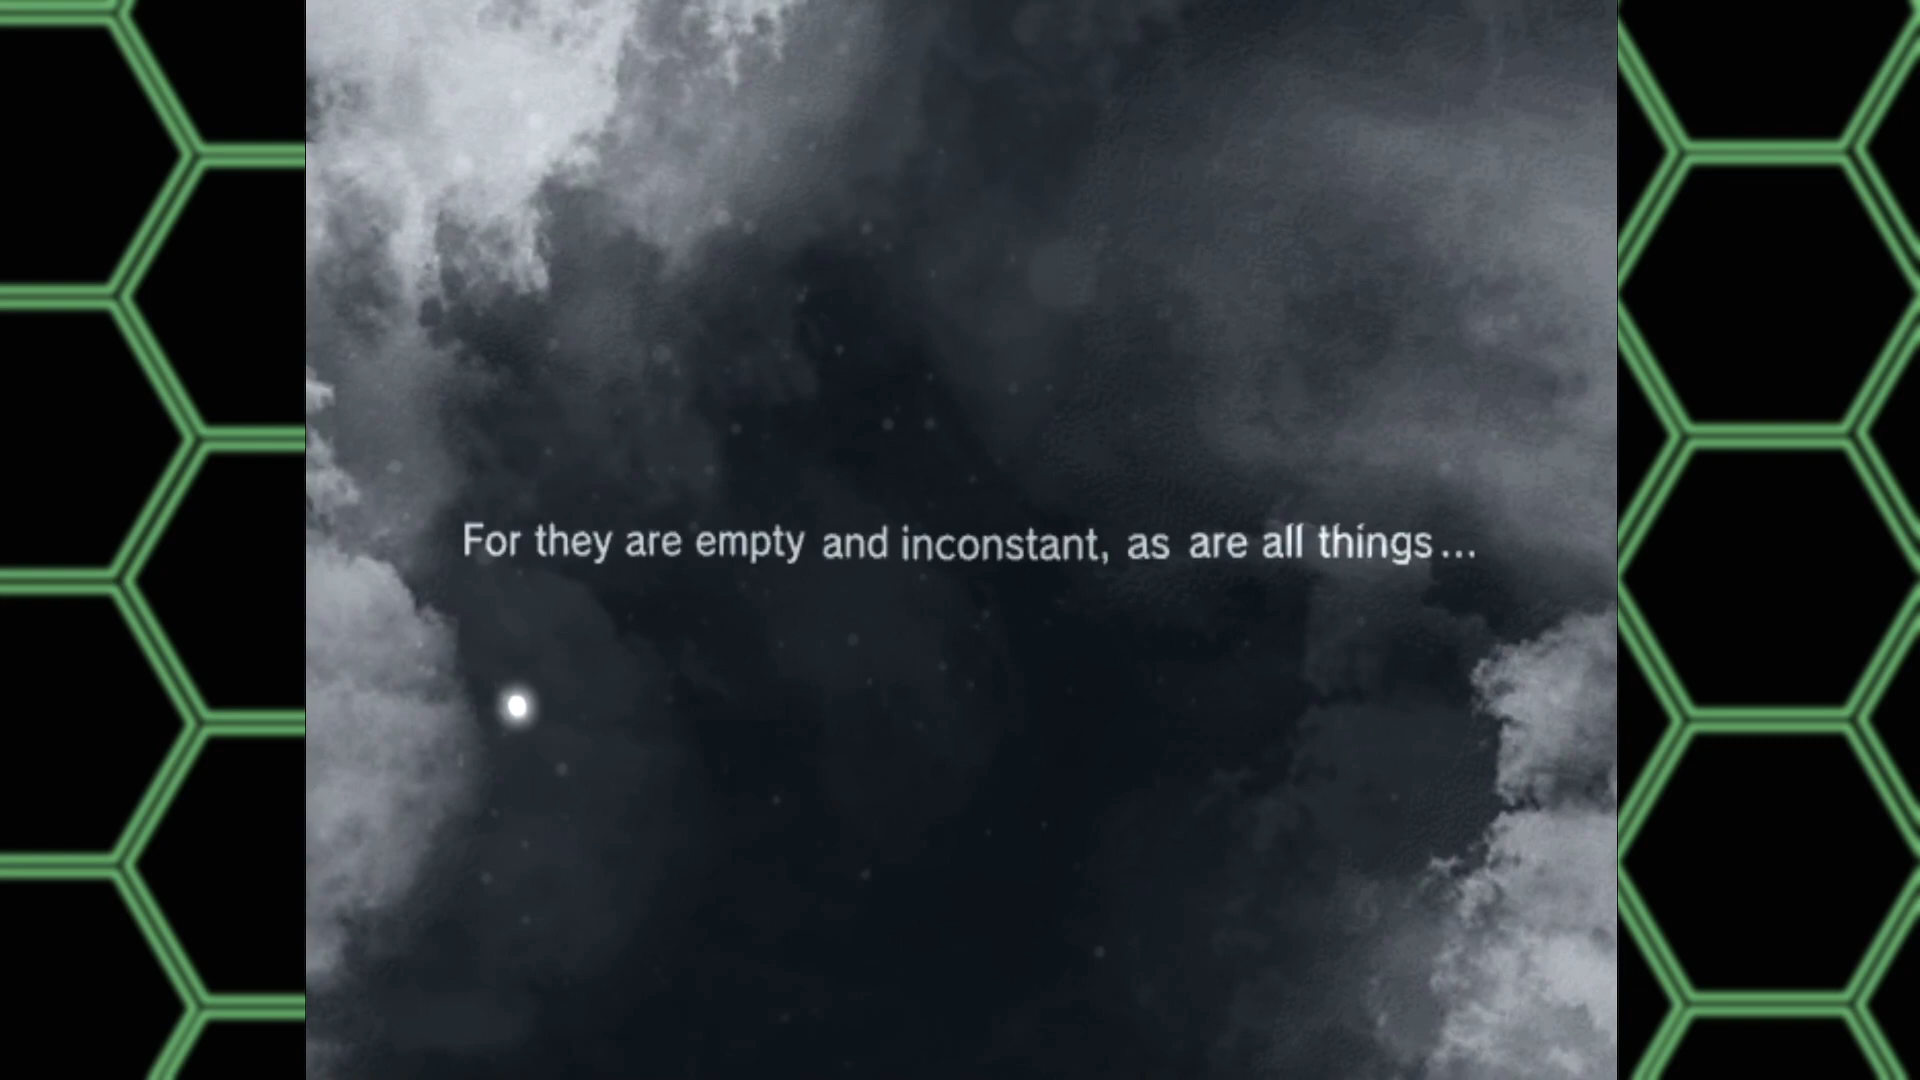 For they are empty and inconstant, as are all things...